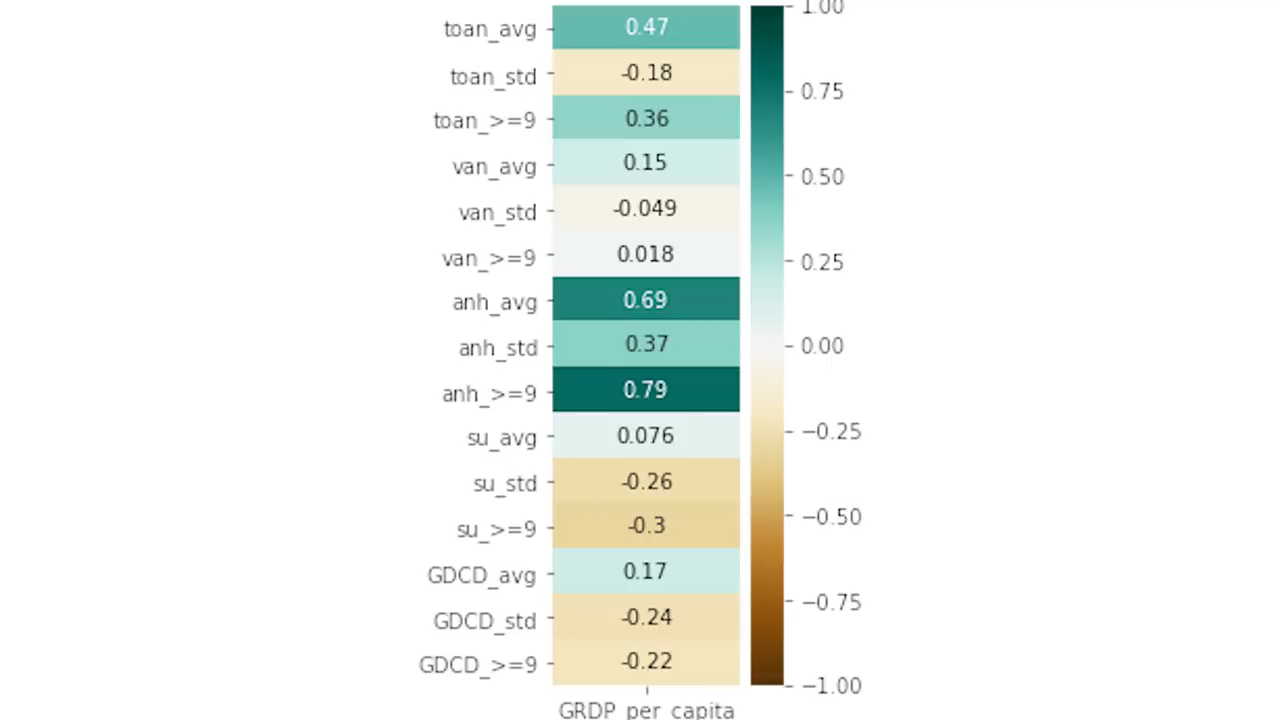 toan_avg 0.47
toan_std -0.18
toan_>=9 0.36
van_avg 0.15
van_std -0.049
van_>=9 0.018
anh_avg 0.69
anh_std 0.37
anh_>=9 0.79
su_avg 0.076
su_std -0.26
su_>=9 -0.3
GDCD_avg 0.17
GDCD_std -0.24
GDCD_>=9 -0.22
GRDP_per_capita
1.00
0.75
0.50
0.25
0.00
−0.25
−0.50
−0.75
−1.00